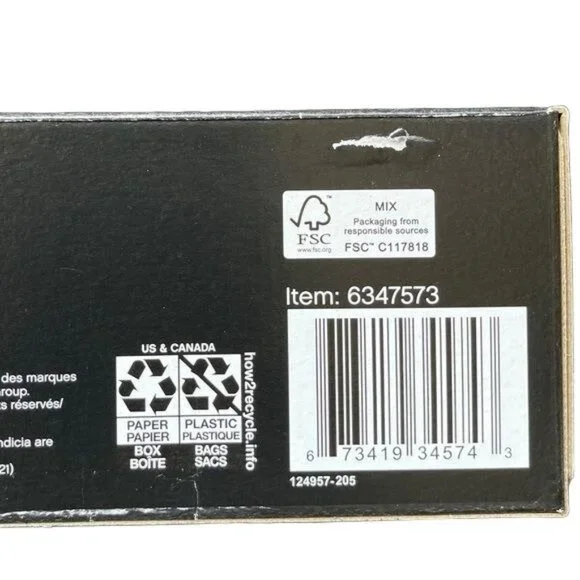 MIX
Packaging from
responsible sources
FSC™ C117818
FSC
www.fsc.org
Item: 6347573
6 73419 34574 3
124957-205
US & CANADA
PAPER
PAPIER
BOX
BOÎTE
PLASTIC
PLASTIQUE
BAGS
SACS
how2recycle.info
des marques
roup.
ts réservés/
ndicia are
21)